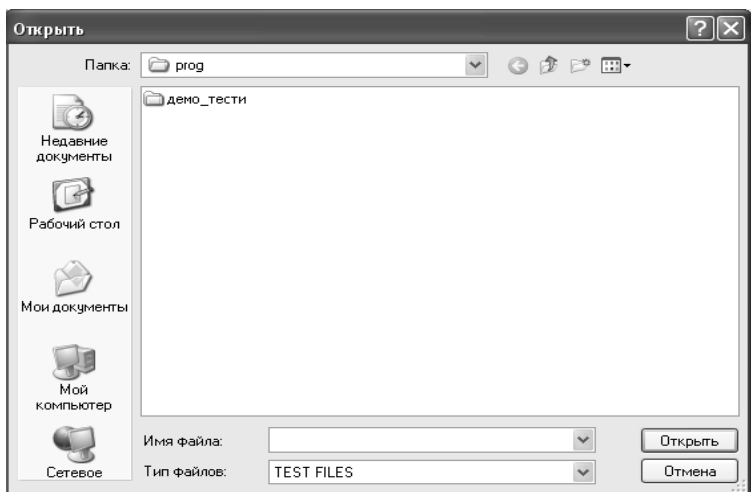 Открыть
Папка: prog
демо_тести
Недавние
документы
Рабочий стол
Мои документы
Мой
компьютер
Сетевое
Имя файла:
Открыть
Тип файлов: TEST FILES
Отмена